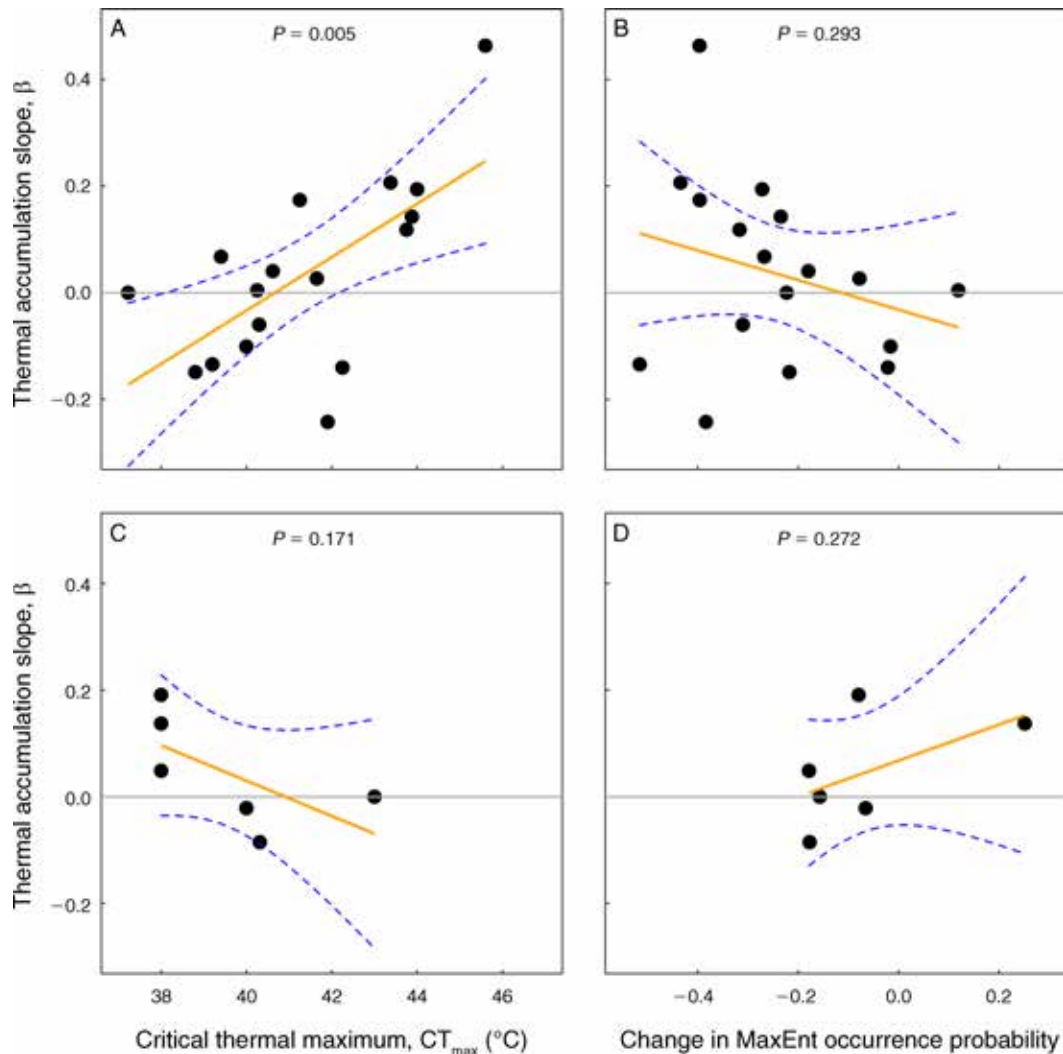 A
P = 0.005
B
P = 0.293
Thermal accumulation slope, β
0.4
0.2
0.0
−0.2
C
P = 0.171
D
P = 0.272
Thermal accumulation slope, β
0.4
0.2
0.0
−0.2
38 40 42 44 46
−0.4 −0.2 0.0 0.2
Critical thermal maximum, CTmax (°C)
Change in MaxEnt occurrence probability